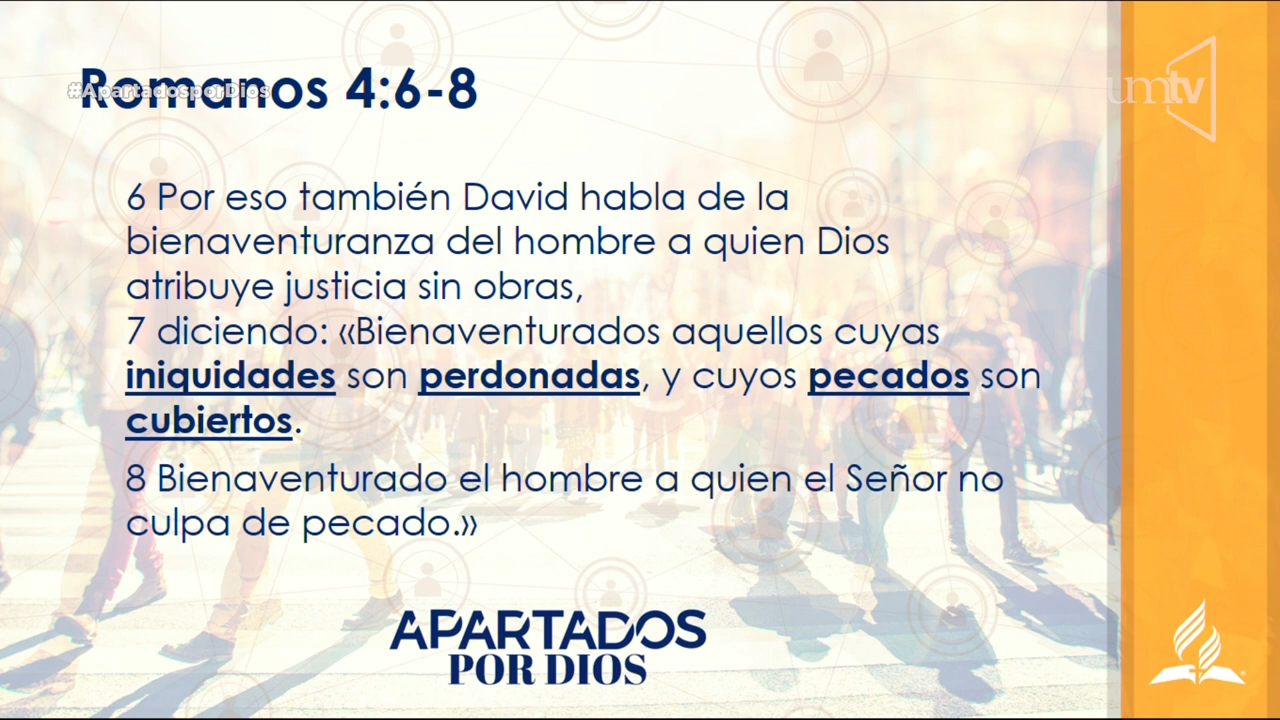 Romanos 4:6-8
#ApartadosporDios
umtv
6 Por eso también David habla de la
bienaventuranza del hombre a quien Dios
atribuye justicia sin obras,
7 diciendo: «Bienaventurados aquellos cuyas
iniquidades son perdonadas, y cuyos pecados son
cubiertos.
8 Bienaventurado el hombre a quien el Señor no
culpa de pecado.»
APARTADOS
POR DIOS